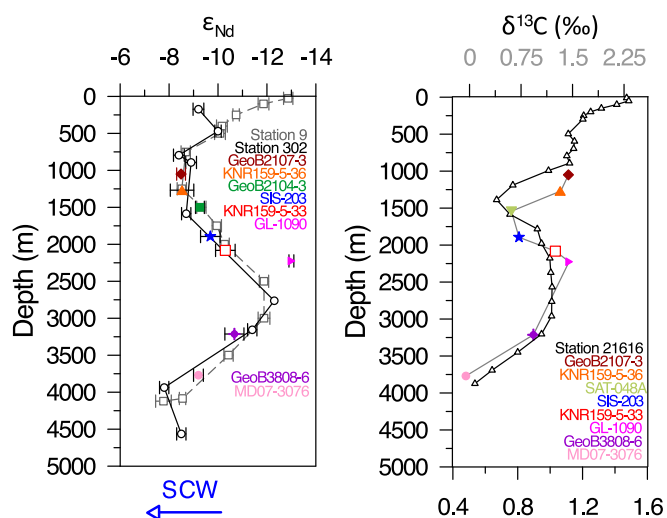 εNd
-6 -8 -10 -12 -14
0
500
1000
1500
2000
2500
3000
3500
4000
4500
5000
Depth (m)
Station 9
Station 302
GeoB2107-3
KNR159-5-36
GeoB2104-3
SIS-203
KNR159-5-33
GL-1090
GeoB3808-6
MD07-3076
SCW
δ13C (‰)
0 0.75 1.5 2.25
0
500
1000
1500
2000
2500
3000
3500
4000
4500
5000
Depth (m)
Station 21616
GeoB2107-3
KNR159-5-36
SAT-048A
SIS-203
KNR159-5-33
GL-1090
GeoB3808-6
MD07-3076
0.4 0.8 1.2 1.6